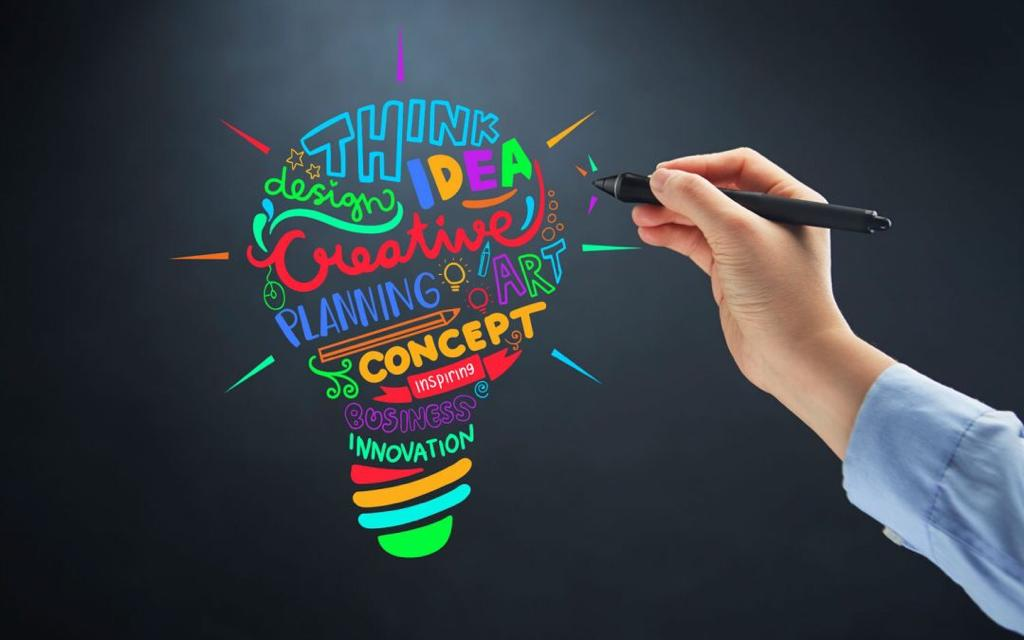 THINK
IDEA
design
Creative
PLANNING
ART
CONCEPT
inspiring
BUSINESS
INNOVATION